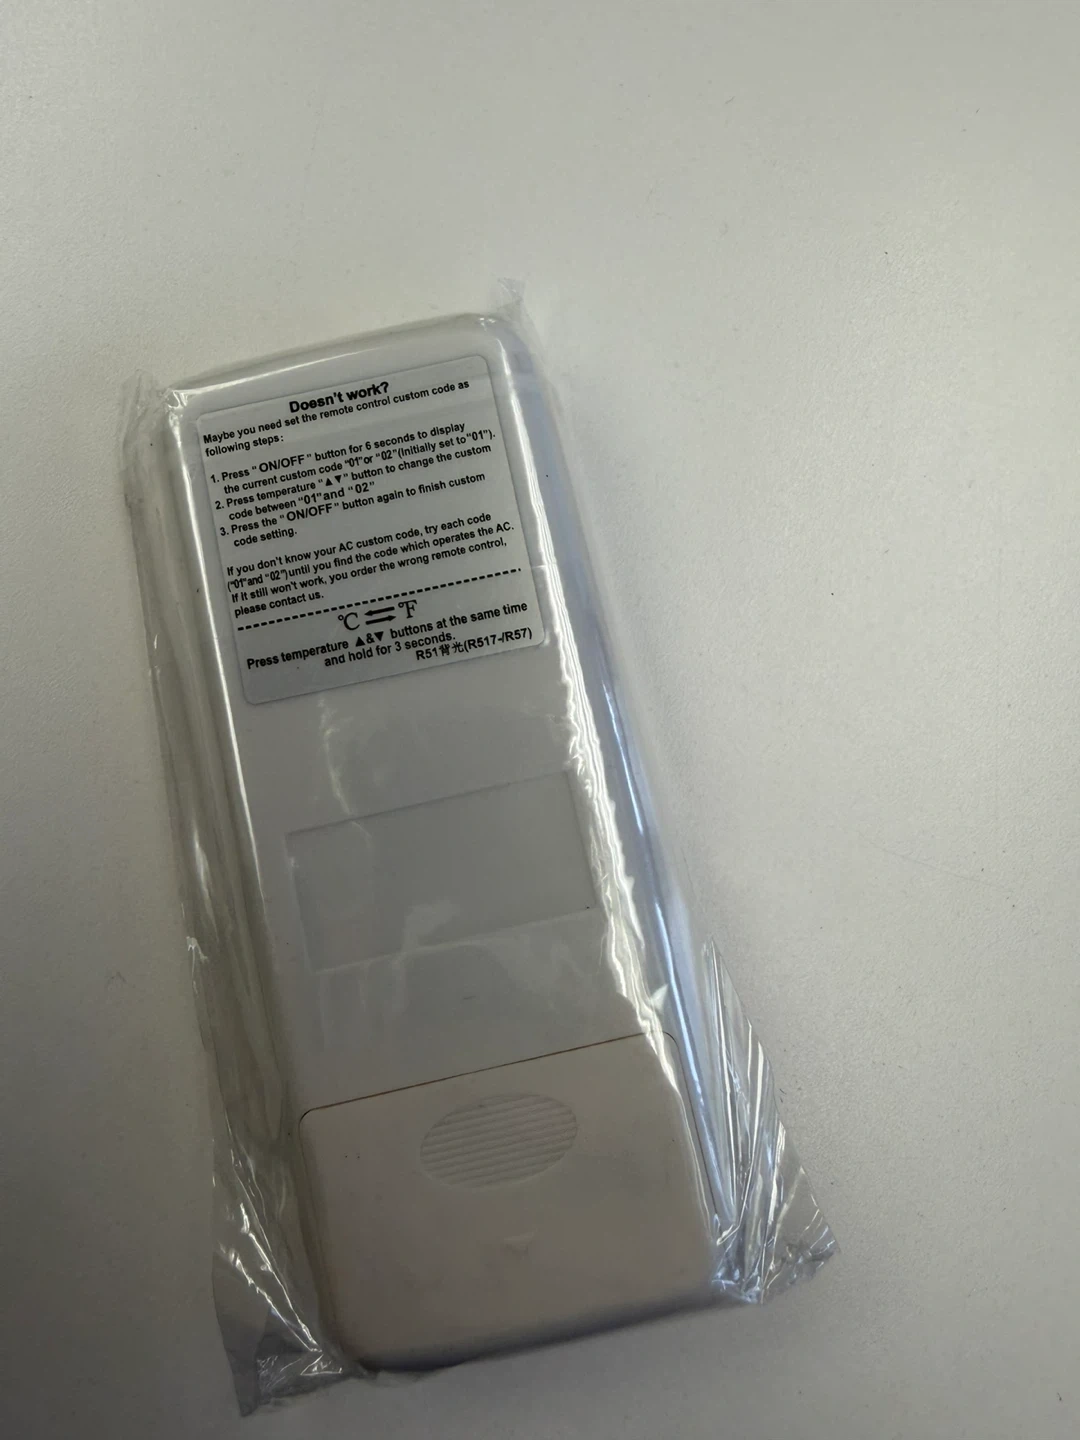 Doesn't work?
Maybe you need set the remote control custom code as
following steps:
1. Press "ON/OFF" button for 6 seconds to display
the current custom code "01"or "02"(Initially set to"01").
2. Press temperature "▲▼" button to change the custom
code between "01"and "02"
3. Press the "ON/OFF" button again to finish custom
code setting.
If you don't know your AC custom code, try each code
("01"and "02")until you find the code which operates the AC.
If It still won't work, you order the wrong remote control,
please contact us.
℃ ⇌ ℉
Press temperature ▲&▼ buttons at the same time
and hold for 3 seconds.
R51背光(R517-/R57)